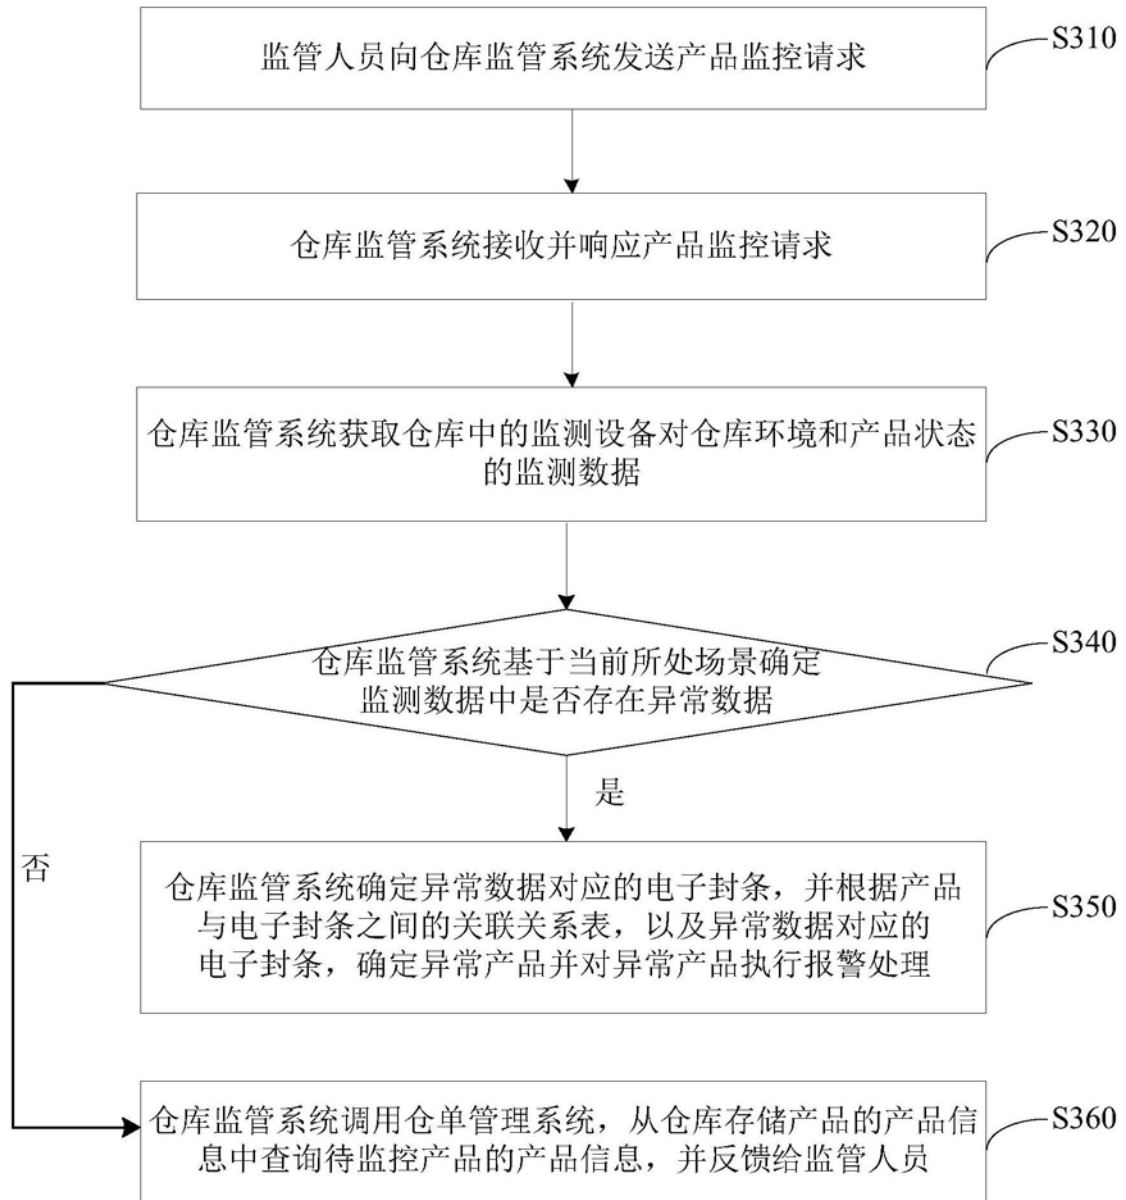 监管人员向仓库监管系统发送产品监控请求
S310
仓库监管系统接收并响应产品监控请求
S320
仓库监管系统获取仓库中的监测设备对仓库环境和产品状态
的监测数据
S330
仓库监管系统基于当前所处场景确定
监测数据中是否存在异常数据
S340
是
否
仓库监管系统确定异常数据对应的电子封条，并根据产品
与电子封条之间的关联关系表，以及异常数据对应的
电子封条，确定异常产品并对异常产品执行报警处理
S350
仓库监管系统调用仓单管理系统，从仓库存储产品的产品信
息中查询待监控产品的产品信息，并反馈给监管人员
S360